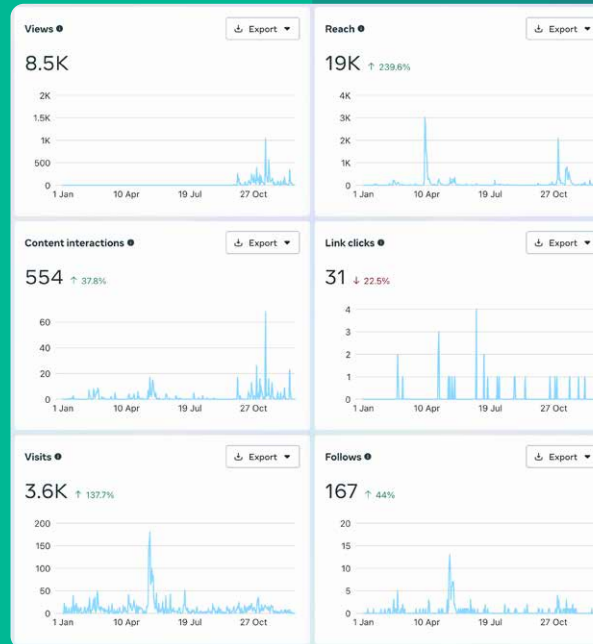 Views
Export
8.5K
2K
1.5K
1K
500
0
1 Jan 10 Apr 19 Jul 27 Oct
Reach
Export
19K ↑ 239.6%
4K
3K
2K
1K
0
1 Jan 10 Apr 19 Jul 27 Oct
Content interactions
Export
554 ↑ 37.8%
60
40
20
0
1 Jan 10 Apr 19 Jul 27 Oct
Link clicks
Export
31 ↓ 22.5%
4
3
2
1
0
1 Jan 10 Apr 19 Jul 27 Oct
Visits
Export
3.6K ↑ 137.7%
200
150
100
50
0
1 Jan 10 Apr 19 Jul 27 Oct
Follows
Export
167 ↑ 44%
20
15
10
5
0
1 Jan 10 Apr 19 Jul 27 Oct